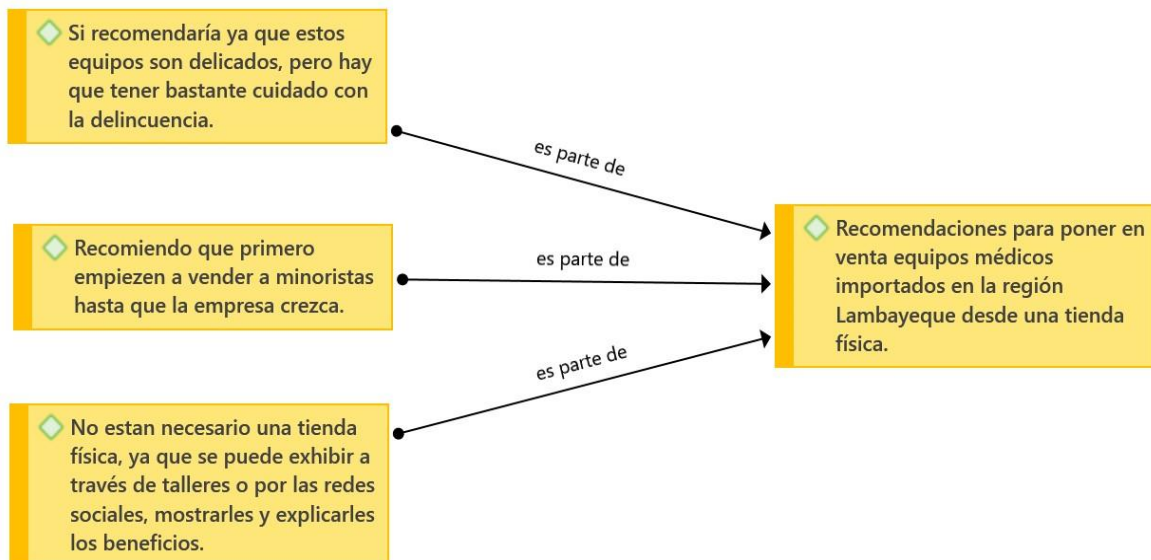 Si recomendaría ya que estos
equipos son delicados, pero hay
que tener bastante cuidado con
la delincuencia.
es parte de
Recomiendo que primero
empiezen a vender a minoristas
hasta que la empresa crezca.
es parte de
Recomendaciones para poner en
venta equipos médicos
importados en la región
Lambayeque desde una tienda
física.
es parte de
No estan necesario una tienda
física, ya que se puede exhibir a
través de talleres o por las redes
sociales, mostrarles y explicarles
los beneficios.